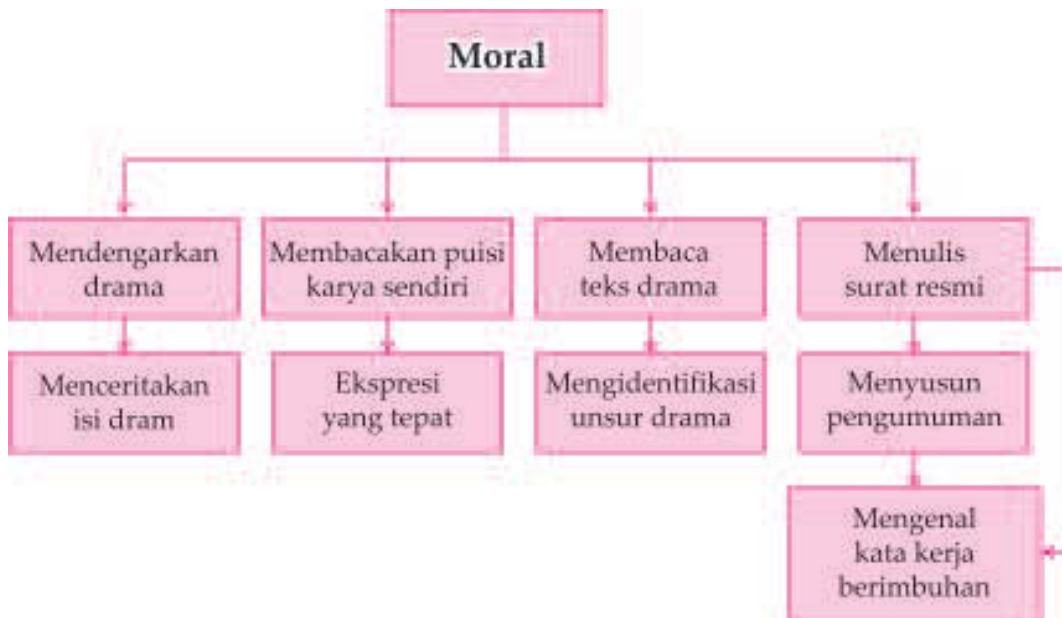 Moral
Mendengarkan
drama
Membacakan puisi
karya sendiri
Membaca
teks drama
Menulis
surat resmi
Menceritakan
isi dram
Ekspresi
yang tepat
Mengidentifikasi
unsur drama
Menyusun
pengumuman
Mengenal
kata kerja
berimbuhan